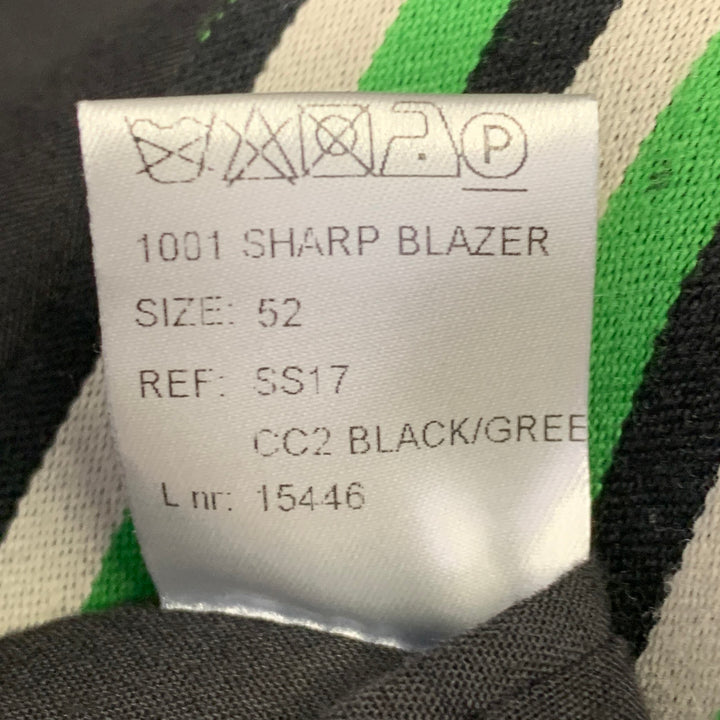 P
1001 SHARP BLAZER
SIZE: 52
REF: SS17
CC2 BLACK/GREE
L nr: 15446